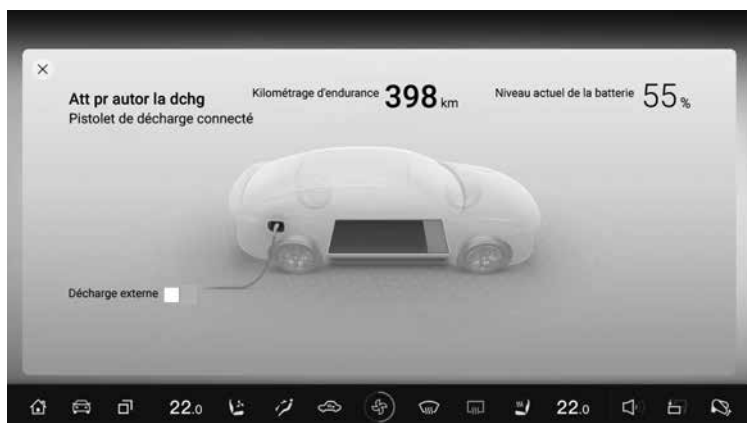 Att pr autor la dchg
Pistolet de décharge connecté
Kilométrage d'endurance 398 km
Niveau actuel de la batterie 55 %
Décharge externe
22.0
22.0